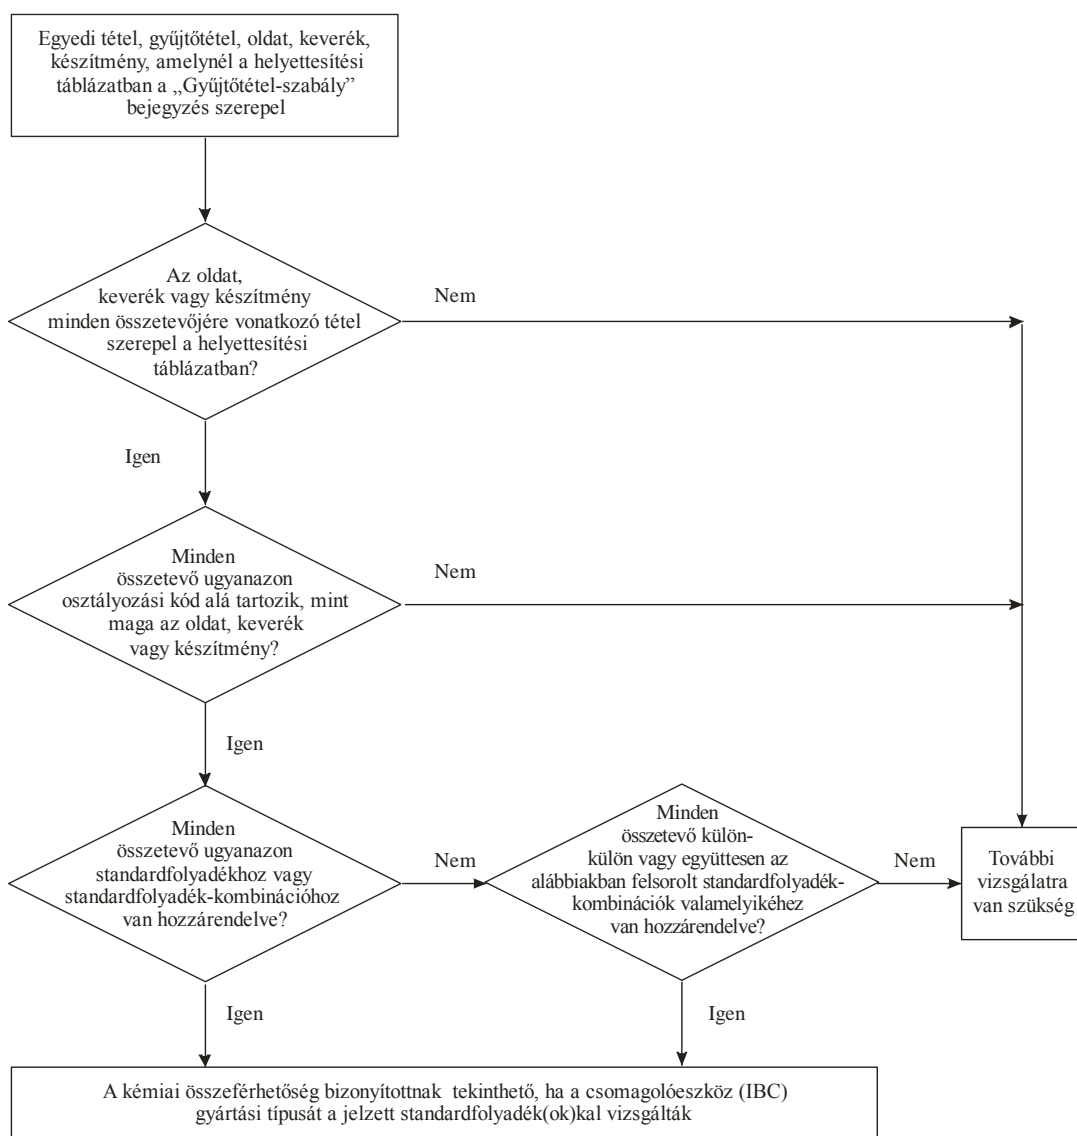 Egyedi tétel, gyűjtőtétel, oldat, keverék,
készítmény, amelynél a helyettesítési
táblázatban a „Gyűjtőtétel-szabály”
bejegyzés szerepel
Az oldat,
keverék vagy készítmény
minden összetevőjére vonatkozó tétel
szerepel a helyettesítési
táblázatban?
Nem
Igen
Minden
összetevő ugyanazon
osztályozási kód alá tartozik, mint
maga az oldat, keverék
vagy készítmény?
Nem
Igen
Minden
összetevő ugyanazon
standardfolyadékhoz vagy
standardfolyadék-kombinációhoz
van hozzárendelve?
Nem
Minden
összetevő külön-
külön vagy együttesen az
alábbiakban felsorolt standardfolyadék-
kombinációk valamelyikéhez
van hozzárendelve?
Nem
További
vizsgálatra
van szükség
Igen
Igen
A kémiai összeférhetőség bizonyítottnak tekinthető, ha a csomagolóeszköz (IBC)
gyártási típusát a jelzett standardfolyadék(ok)kal vizsgálták